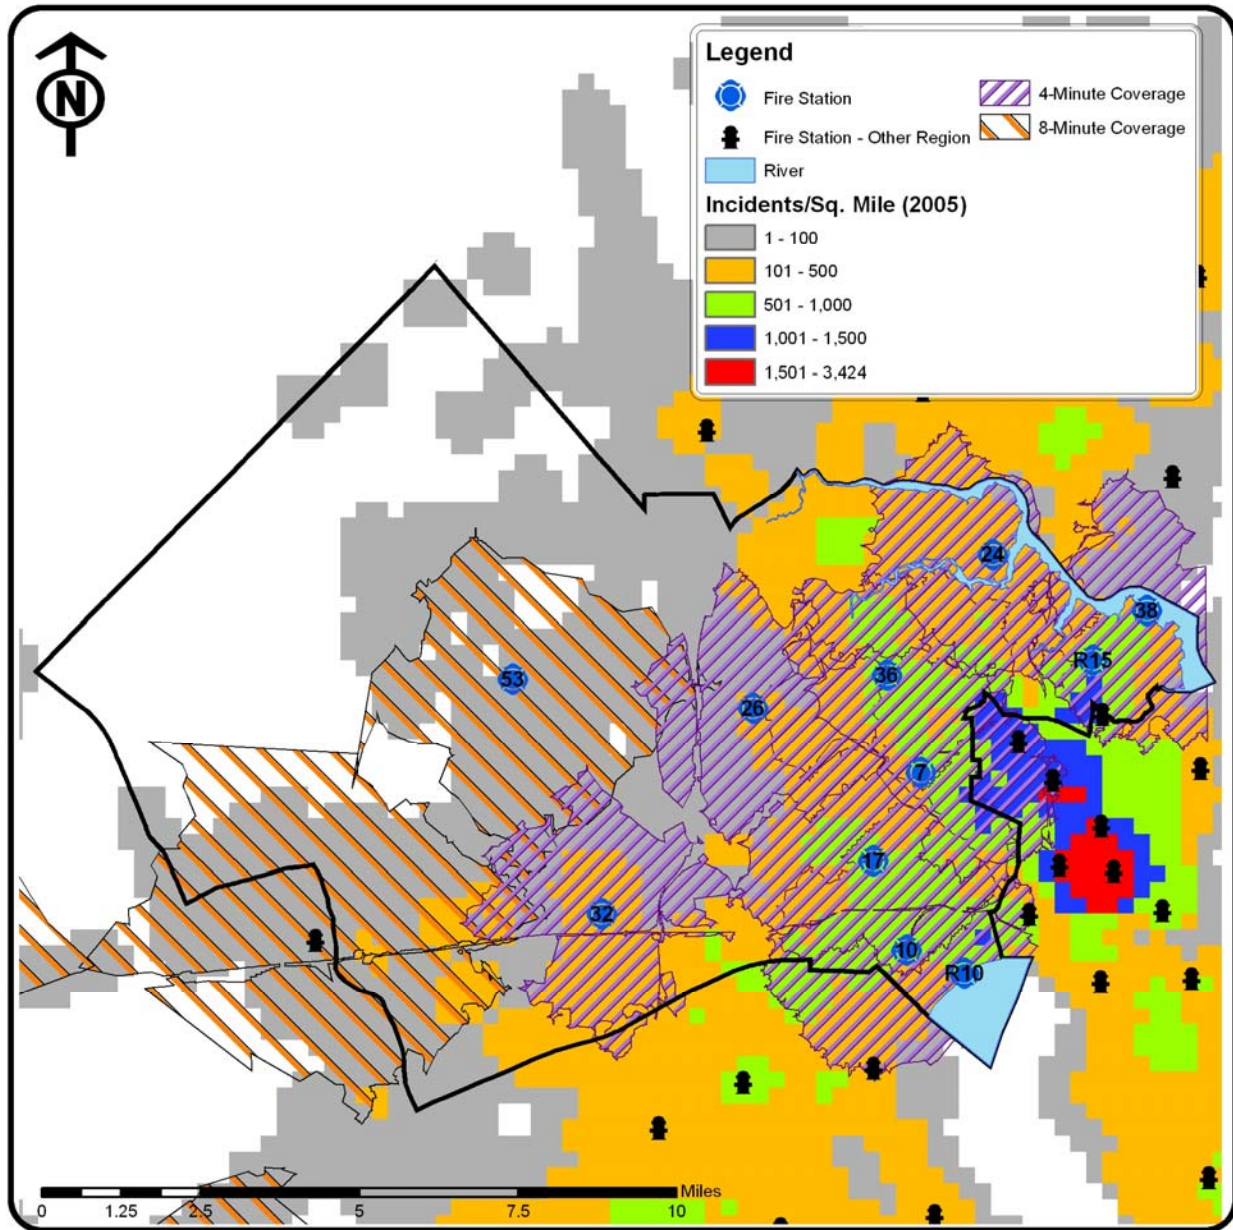 N
Legend
Fire Station
Fire Station - Other Region
River
4-Minute Coverage
8-Minute Coverage
Incidents/Sq. Mile (2005)
1 - 100
101 - 500
501 - 1,000
1,001 - 1,500
1,501 - 3,424
24
38
R15
36
53
26
7
17
32
10
R10
Miles
0 1.25 2.5 5 7.5 10